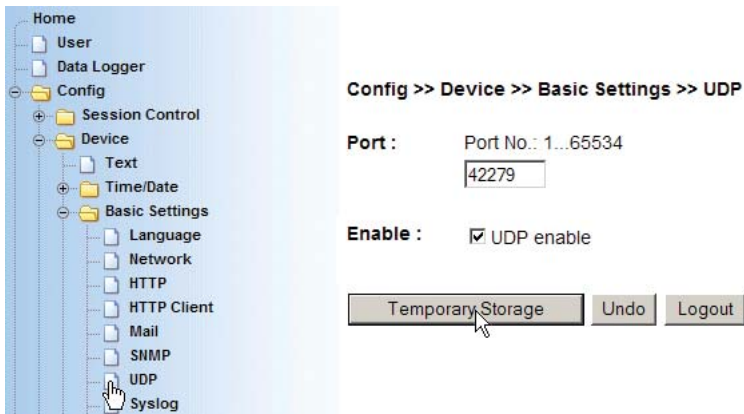 Home
User
Data Logger
Config
Session Control
Device
Text
Time/Date
Basic Settings
Language
Network
HTTP
HTTP Client
Mail
SNMP
UDP
Syslog
Config >> Device >> Basic Settings >> UDP
Port : Port No.: 1...65534
42279
Enable : UDP enable
Temporary Storage Undo Logout